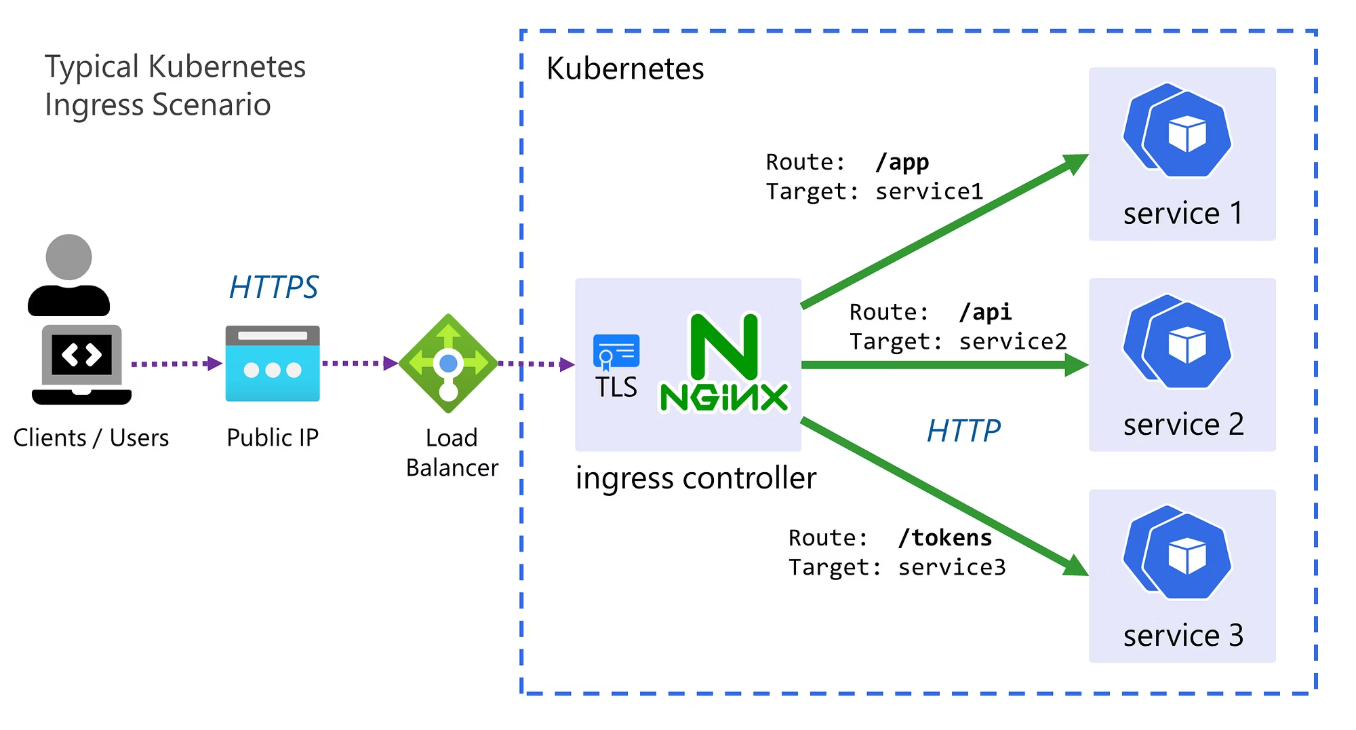 Typical Kubernetes
Ingress Scenario
Kubernetes
Route: /app
Target: service1
service 1
HTTPS
Route: /api
Target: service2
TLS
NGINX
service 2
Clients / Users
Public IP
Load
Balancer
HTTP
ingress controller
Route: /tokens
Target: service3
service 3